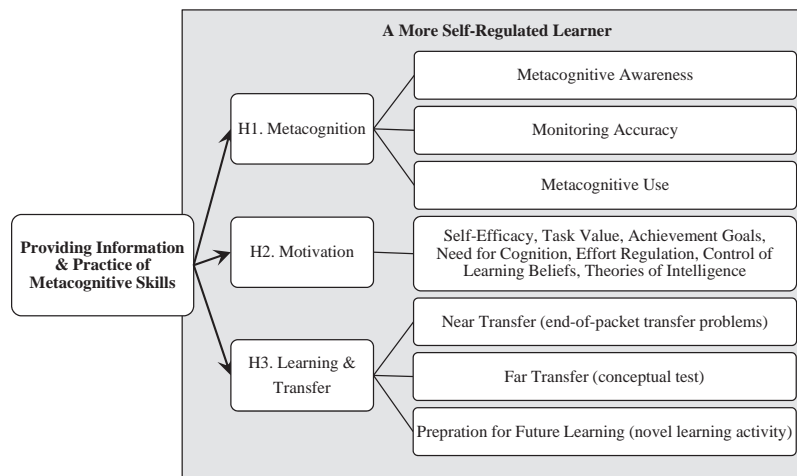 A More Self-Regulated Learner
Metacognitive Awareness
H1. Metacognition
Monitoring Accuracy
Metacognitive Use
Providing Information
& Practice of
Metacognitive Skills
H2. Motivation
Self-Efficacy, Task Value, Achievement Goals,
Need for Cognition, Effort Regulation, Control of
Learning Beliefs, Theories of Intelligence
Near Transfer (end-of-packet transfer problems)
H3. Learning &
Transfer
Far Transfer (conceptual test)
Prepration for Future Learning (novel learning activity)